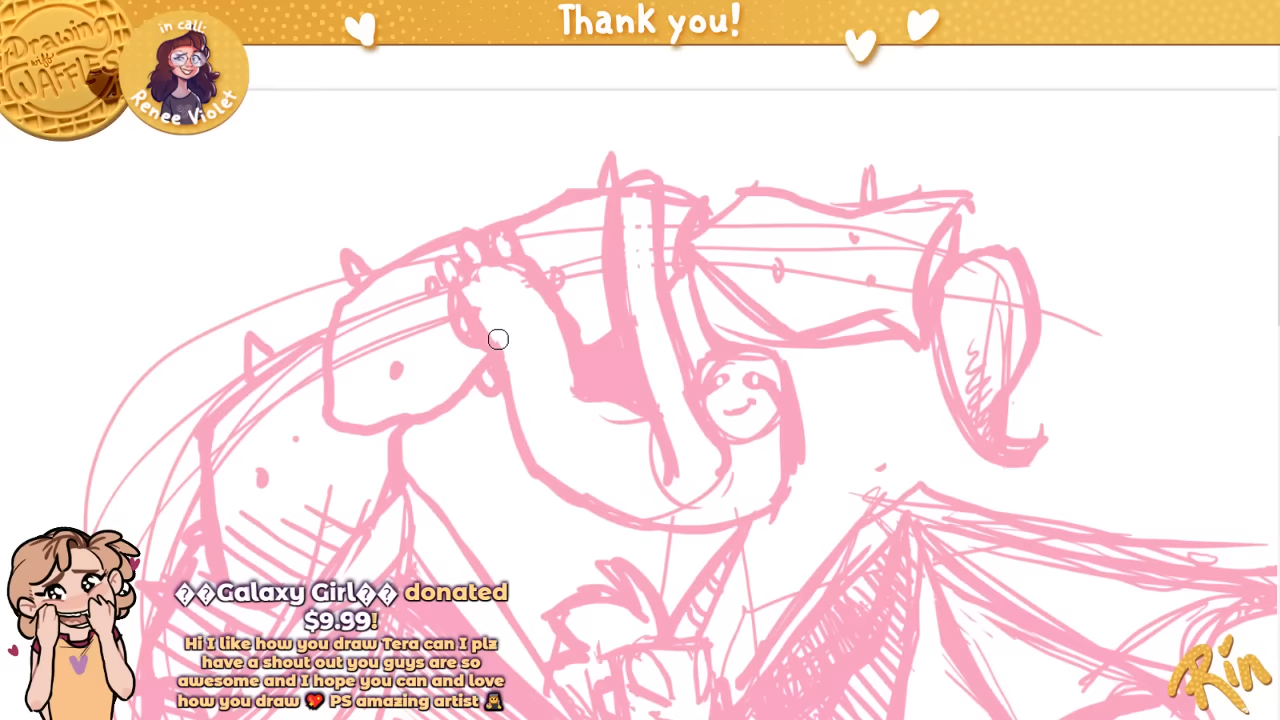 Thank you!
Drawing
with
WAFFLES
in call:
Renee Violet
��Galaxy Girl�� donated
$9.99!
Hi I like how you draw Tera can I plz
have a shout out you guys are so
awesome and I hope you can and love
how you draw 💖 PS amazing artist 👩‍🎨
Rin